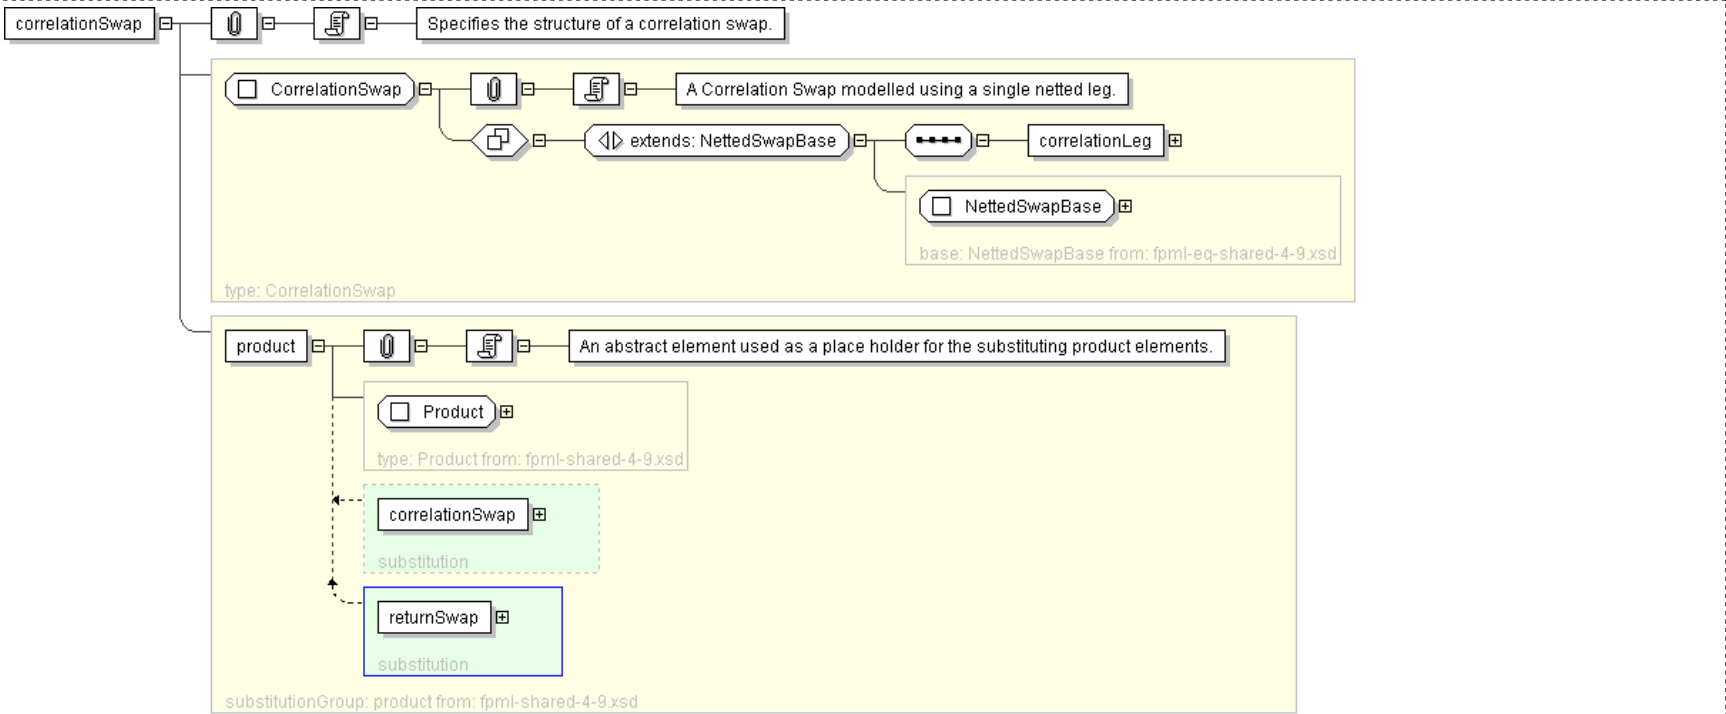 correlationSwap Specifies the structure of a correlation swap.
CorrelationSwap A Correlation Swap modelled using a single netted leg.
extends: NettedSwapBase correlationLeg
NettedSwapBase
base: NettedSwapBase from: fpml-eq-shared-4-9.xsd
type: CorrelationSwap
product An abstract element used as a place holder for the substituting product elements.
Product
type: Product from: fpml-shared-4-9.xsd
correlationSwap
substitution
returnSwap
substitution
substitutionGroup: product from: fpml-shared-4-9.xsd